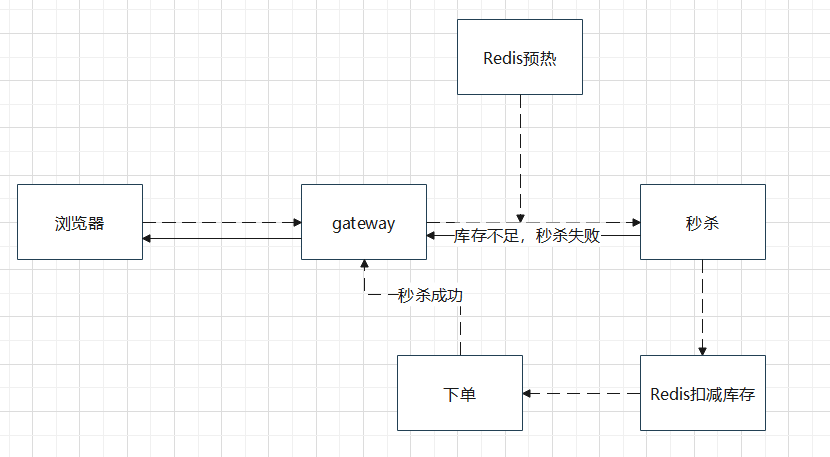 Redis预热
浏览器
gateway
秒杀
库存不足，秒杀失败
秒杀成功
下单
Redis扣减库存